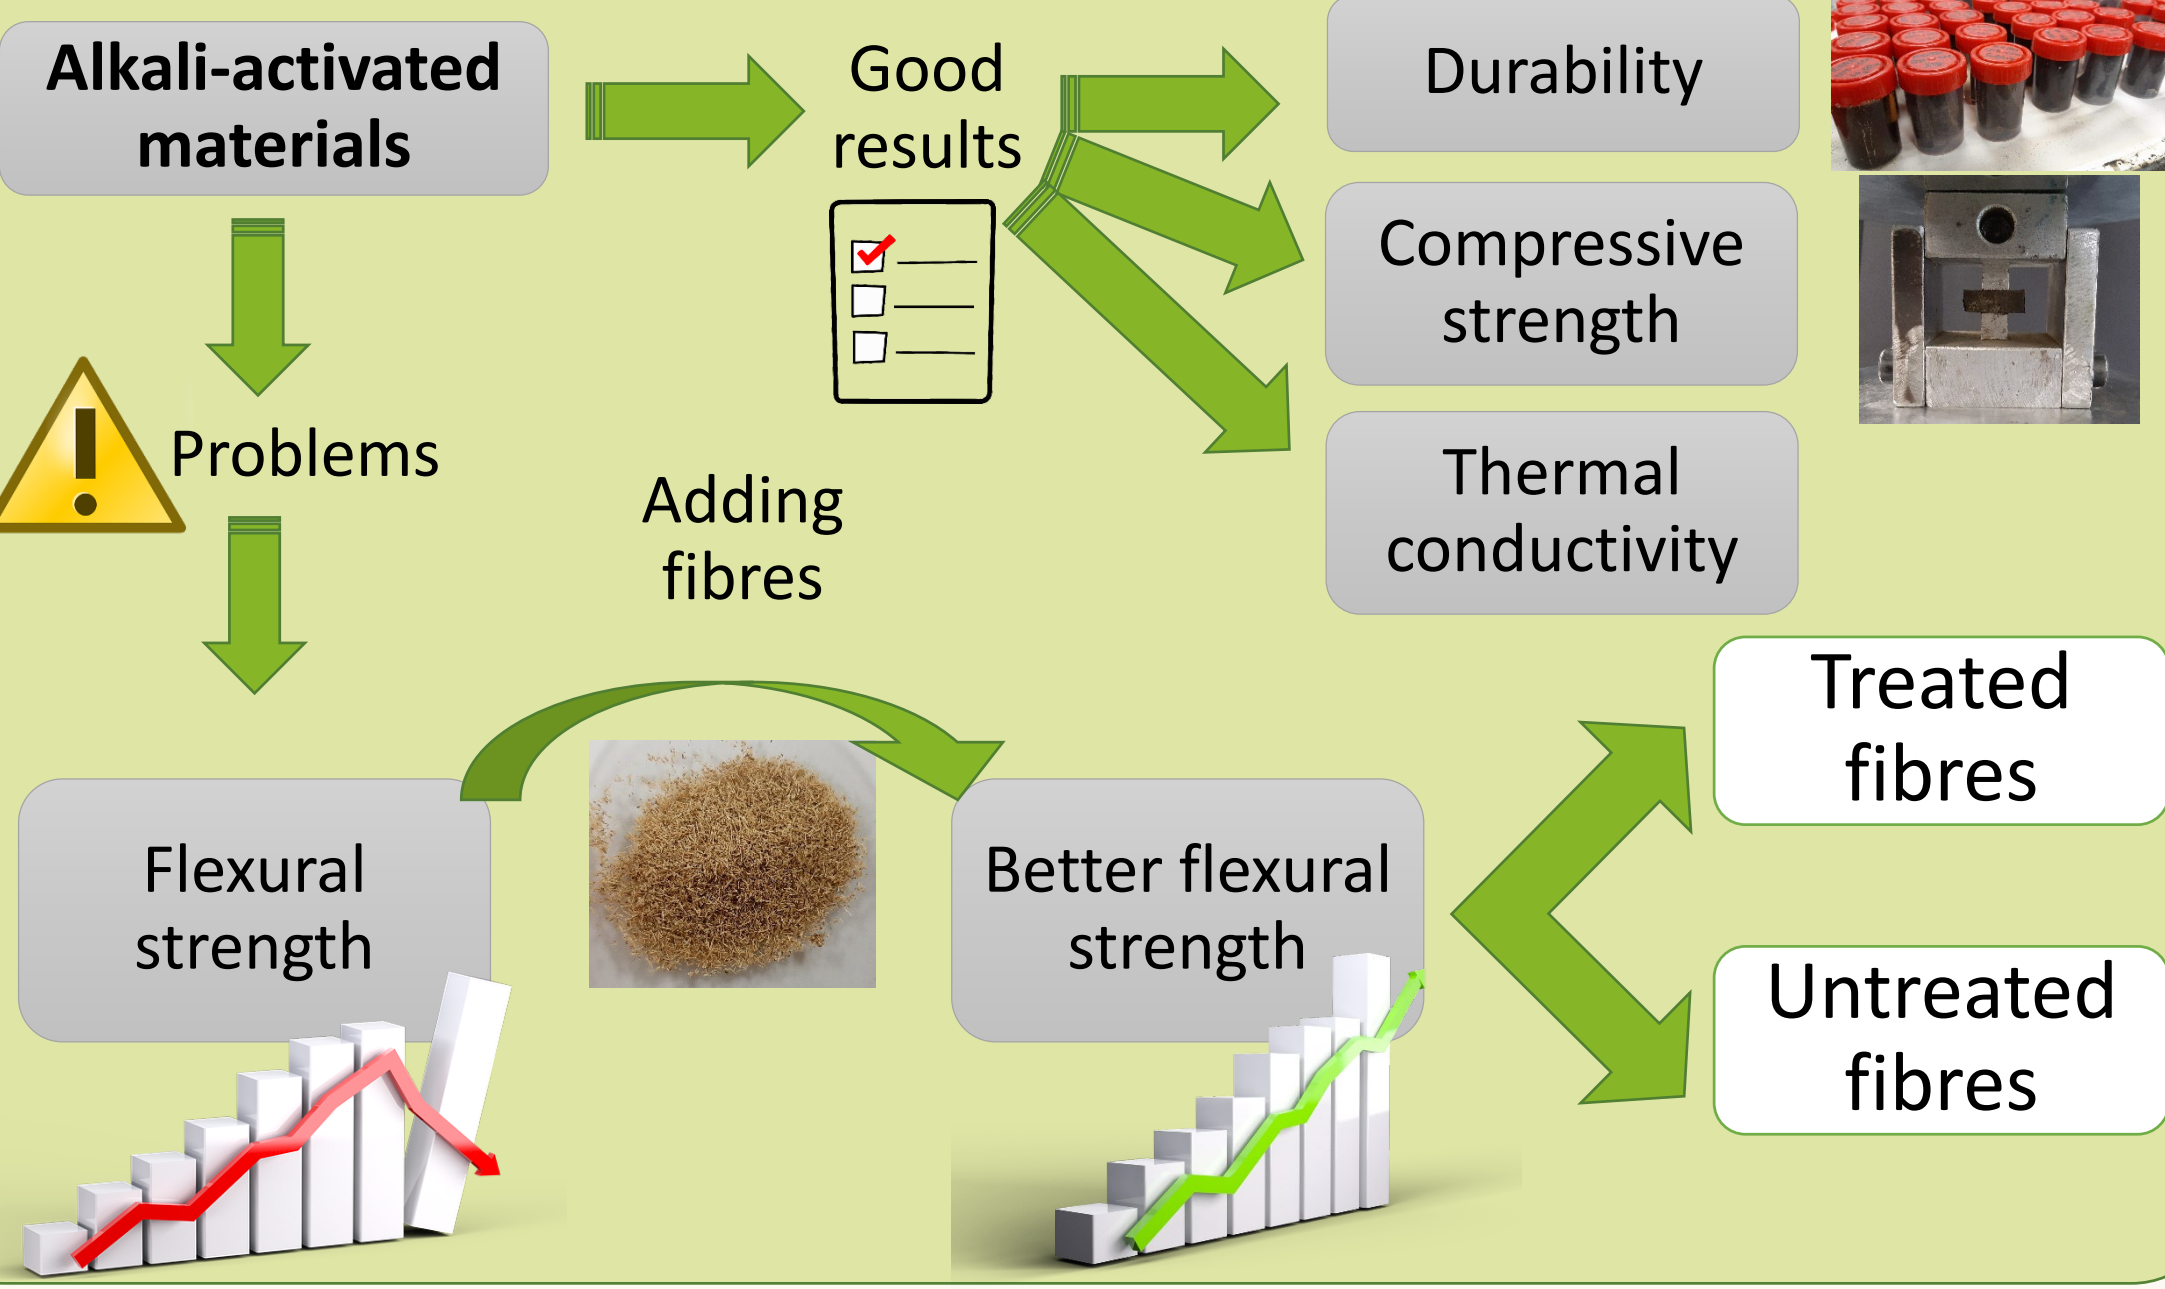 Alkali-activated
materials
Good
results
Durability
Compressive
strength
Thermal
conductivity
Problems
Adding
fibres
Flexural
strength
Better flexural
strength
Treated
fibres
Untreated
fibres